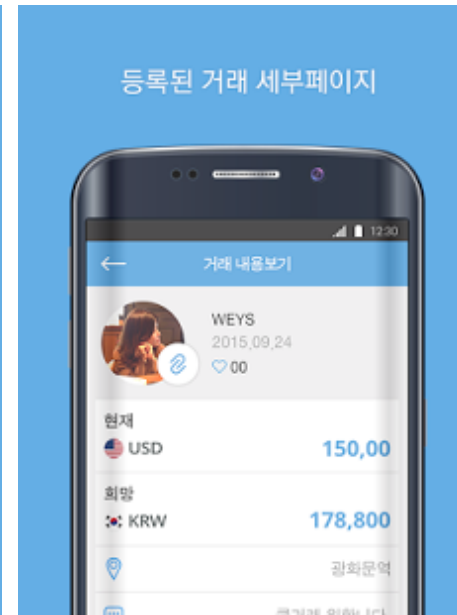 등록된 거래 세부페이지
12:30
거래 내용보기
WEYS
2015,09,24
00
현재
USD 150,00
희망
KRW 178,800
광화문역